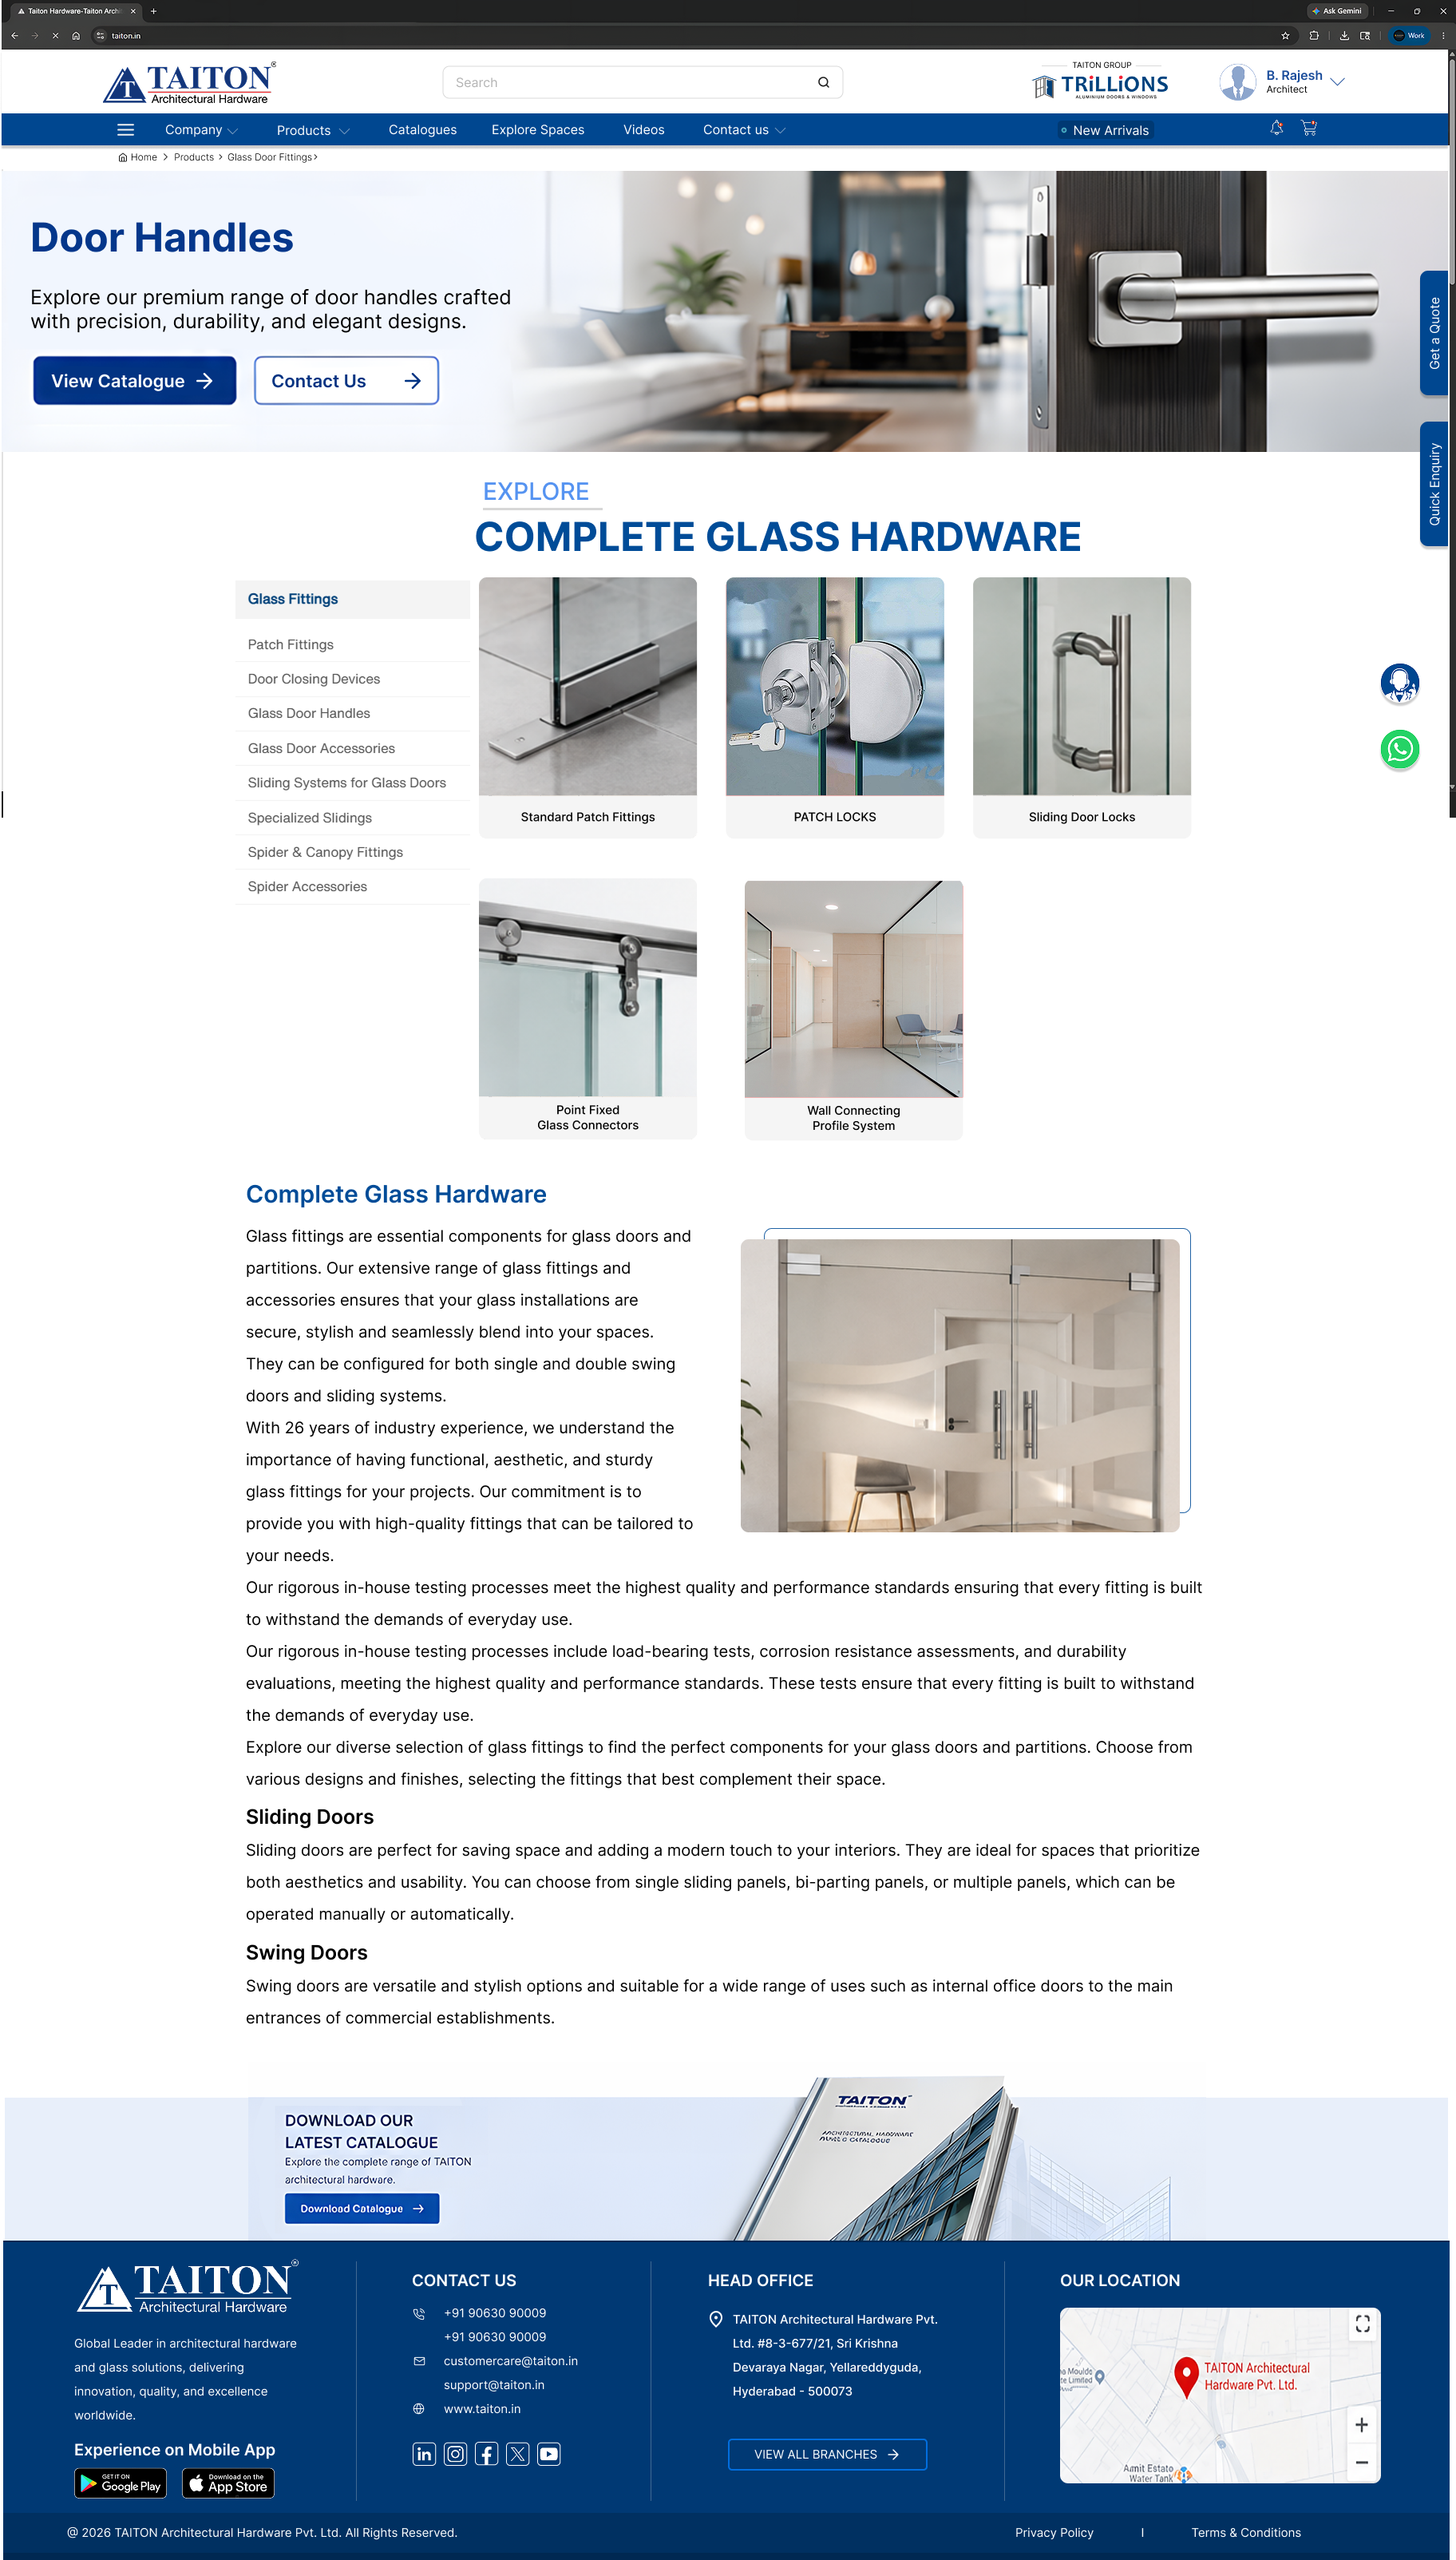 Taiton Hardware-Taiton Archi
Ask Gemini
taiton.in
Work
TAITON®
Architectural Hardware
Search
TAITON GROUP
TRiLLiONS
ALUMINIUM DOORS & WINDOWS
B. Rajesh
Architect
Company
Products
Catalogues
Explore Spaces
Videos
Contact us
New Arrivals
Home > Products > Glass Door Fittings>
Door Handles
Explore our premium range of door handles crafted
with precision, durability, and elegant designs.
View Catalogue →
Contact Us →
Get a Quote
Quick Enquiry
EXPLORE
COMPLETE GLASS HARDWARE
Glass Fittings
Patch Fittings
Door Closing Devices
Glass Door Handles
Glass Door Accessories
Sliding Systems for Glass Doors
Specialized Slidings
Spider & Canopy Fittings
Spider Accessories
Standard Patch Fittings
PATCH LOCKS
Sliding Door Locks
Point Fixed
Glass Connectors
Wall Connecting
Profile System
Complete Glass Hardware
Glass fittings are essential components for glass doors and
partitions. Our extensive range of glass fittings and
accessories ensures that your glass installations are
secure, stylish and seamlessly blend into your spaces.
They can be configured for both single and double swing
doors and sliding systems.
With 26 years of industry experience, we understand the
importance of having functional, aesthetic, and sturdy
glass fittings for your projects. Our commitment is to
provide you with high-quality fittings that can be tailored to
your needs.
Our rigorous in-house testing processes meet the highest quality and performance standards ensuring that every fitting is built
to withstand the demands of everyday use.
Our rigorous in-house testing processes include load-bearing tests, corrosion resistance assessments, and durability
evaluations, meeting the highest quality and performance standards. These tests ensure that every fitting is built to withstand
the demands of everyday use.
Explore our diverse selection of glass fittings to find the perfect components for your glass doors and partitions. Choose from
various designs and finishes, selecting the fittings that best complement their space.
Sliding Doors
Sliding doors are perfect for saving space and adding a modern touch to your interiors. They are ideal for spaces that prioritize
both aesthetics and usability. You can choose from single sliding panels, bi-parting panels, or multiple panels, which can be
operated manually or automatically.
Swing Doors
Swing doors are versatile and stylish options and suitable for a wide range of uses such as internal office doors to the main
entrances of commercial establishments.
DOWNLOAD OUR
LATEST CATALOGUE
Explore the complete range of TAITON
architectural hardware.
Download Catalogue →
TAITON
ARCHITECTURAL HARDWARE
CATALOGUE
TAITON®
Architectural Hardware
Global Leader in architectural hardware
and glass solutions, delivering
innovation, quality, and excellence
worldwide.
Experience on Mobile App
GET IT ON
Google Play
Download on the
App Store
CONTACT US
+91 90630 90009
+91 90630 90009
customercare@taiton.in
support@taiton.in
www.taiton.in
HEAD OFFICE
TAITON Architectural Hardware Pvt.
Ltd. #8-3-677/21, Sri Krishna
Devaraya Nagar, Yellareddyguda,
Hyderabad - 500073
VIEW ALL BRANCHES →
OUR LOCATION
a Moulde
te Limited
TAITON Architectural
Hardware Pvt. Ltd.
Amit Estato
Water Tank
@ 2026 TAITON Architectural Hardware Pvt. Ltd. All Rights Reserved.
Privacy Policy
I
Terms & Conditions